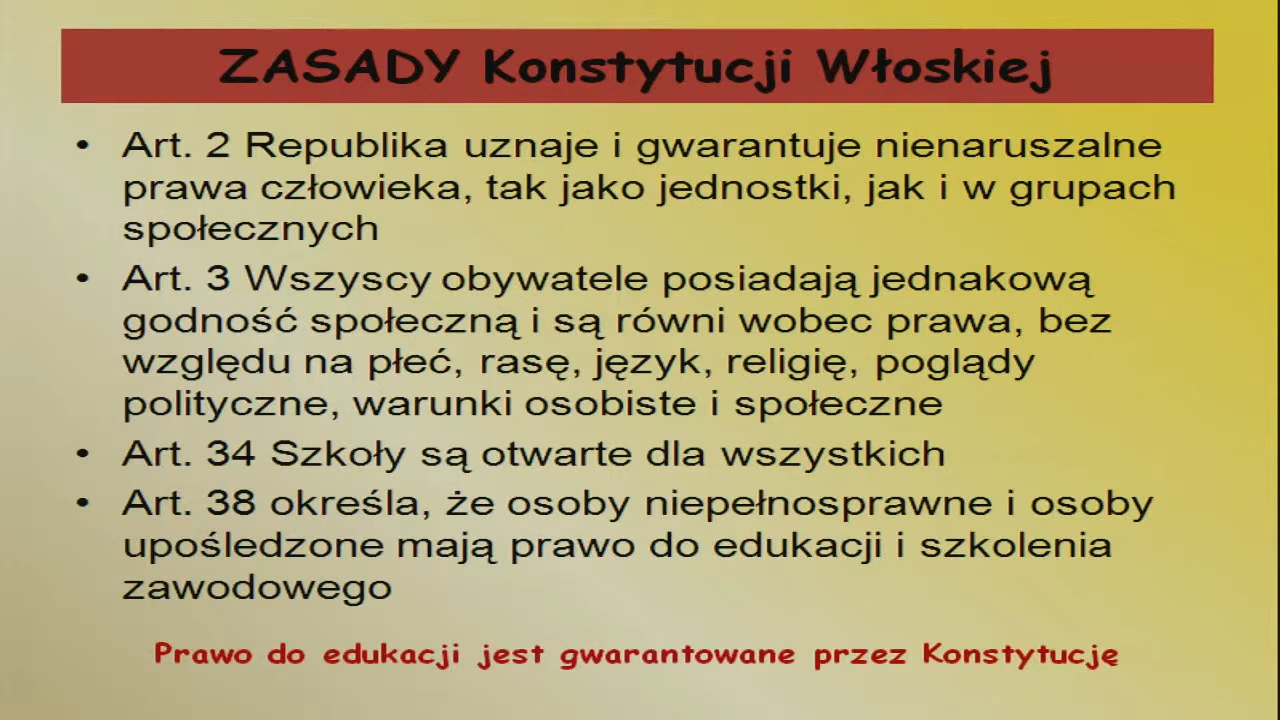 ZASADY Konstytucji Włoskiej
• Art. 2 Republika uznaje i gwarantuje nienaruszalne
prawa człowieka, tak jako jednostki, jak i w grupach
społecznych
• Art. 3 Wszyscy obywatele posiadają jednakową
godność społeczną i są równi wobec prawa, bez
względu na płeć, rasę, język, religię, poglądy
polityczne, warunki osobiste i społeczne
• Art. 34 Szkoły są otwarte dla wszystkich
• Art. 38 określa, że osoby niepełnosprawne i osoby
upośledzone mają prawo do edukacji i szkolenia
zawodowego
Prawo do edukacji jest gwarantowane przez Konstytucję